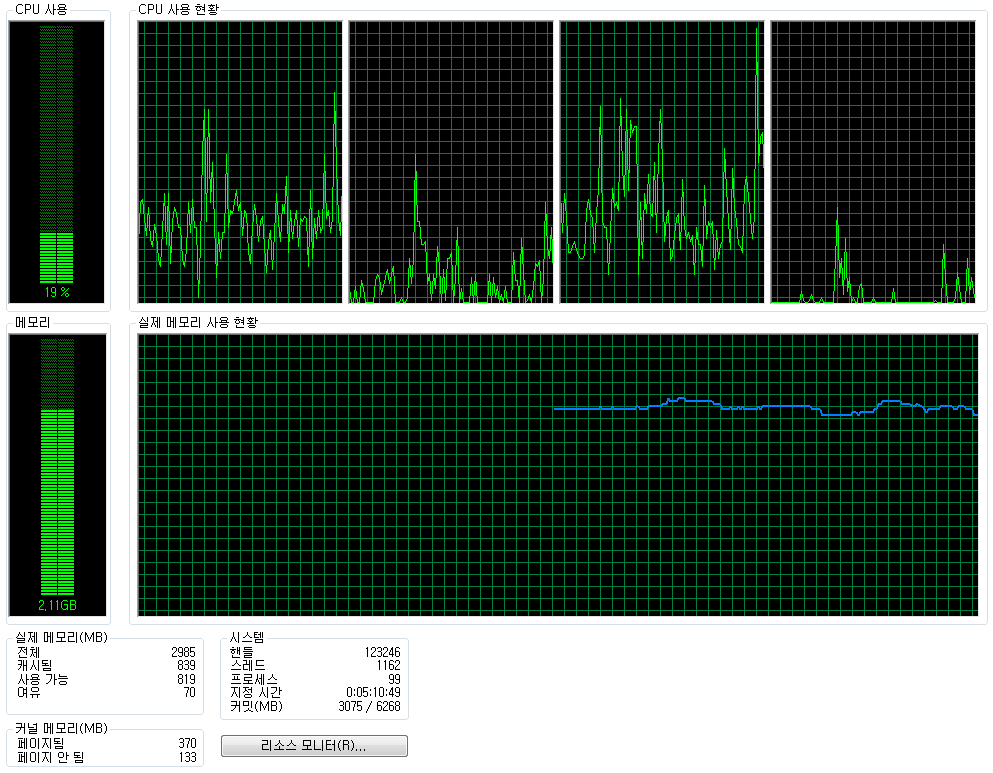 CPU 사용
CPU 사용 현황
19 %
메모리
실제 메모리 사용 현황
2,11GB
실제 메모리(MB)
전체 2985
캐시됨 839
사용 가능 819
여유 70
커널 메모리(MB)
페이지됨 370
페이지 안 됨 133
시스템
핸들 123246
스레드 1162
프로세스 99
지정 시간 0:05:10:49
커밋(MB) 3075 / 6268
리소스 모니터(R)...